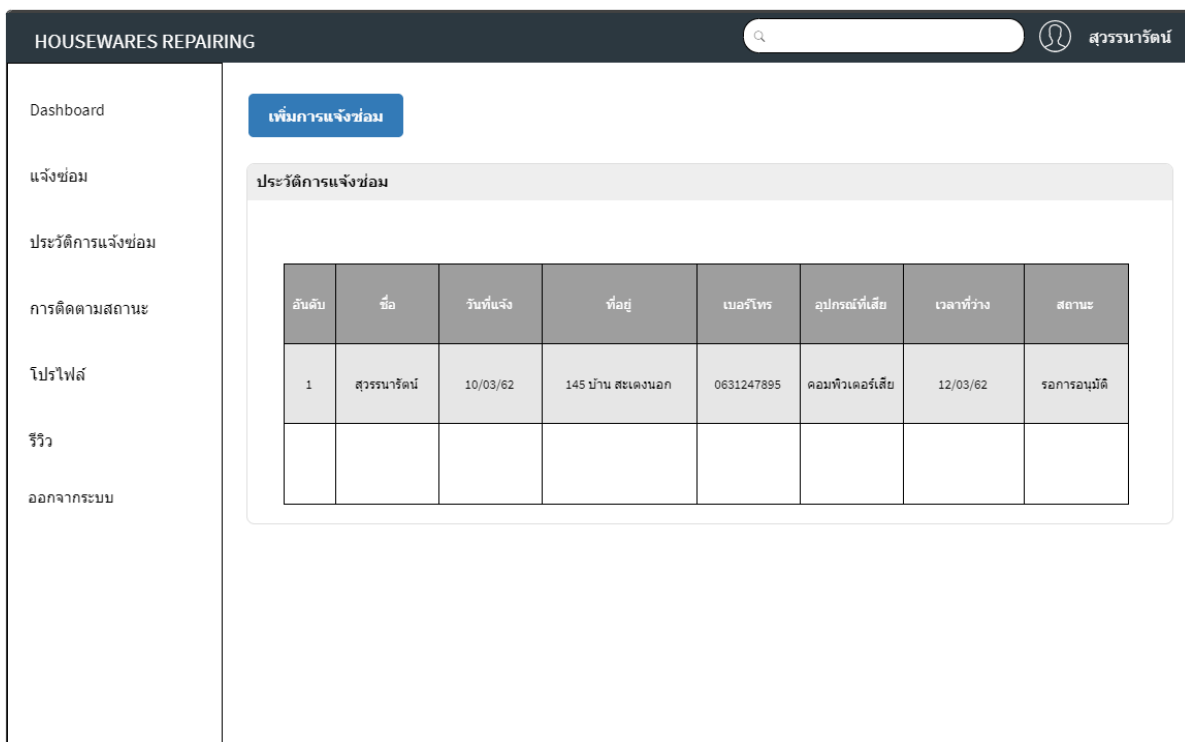 HOUSEWARES REPAIRING
สุวรรนารัตน์
Dashboard
แจ้งซ่อม
ประวัติการแจ้งซ่อม
การติดตามสถานะ
โปรไฟล์
รีวิว
ออกจากระบบ
เพิ่มการแจ้งซ่อม
ประวัติการแจ้งซ่อม
อันดับ ชื่อ วันที่แจ้ง ที่อยู่ เบอร์โทร อุปกรณ์ที่เสีย เวลาที่ว่าง สถานะ
1 สุวรรนารัตน์ 10/03/62 145 บ้าน สะเตงนอก 0631247895 คอมพิวเตอร์เสีย 12/03/62 รอการอนุมัติ